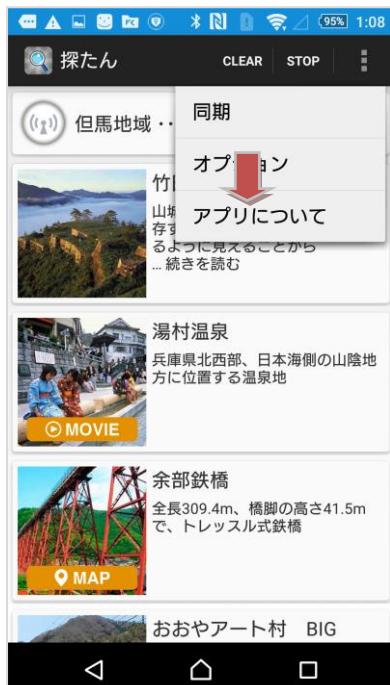 95% 1:08
探たん CLEAR STOP
但馬地域・・
同期
オプション
アプリについて
竹
山城
存す
るように見えることから
... 続きを読む
湯村温泉
兵庫県北西部、日本海側の山陰地
方に位置する温泉地
MOVIE
余部鉄橋
全長309.4m、橋脚の高さ41.5m
で、トレッスル式鉄橋
MAP
おおやアート村 BIG